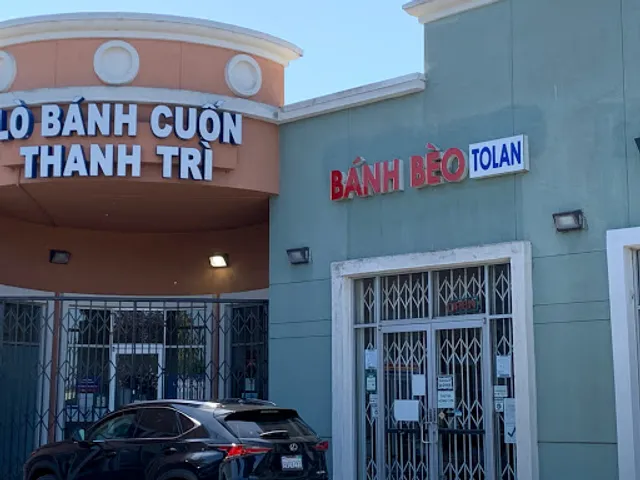 LÒ BÁNH CUỐN
THANH TRÌ
BÁNH BÈO TOLAN